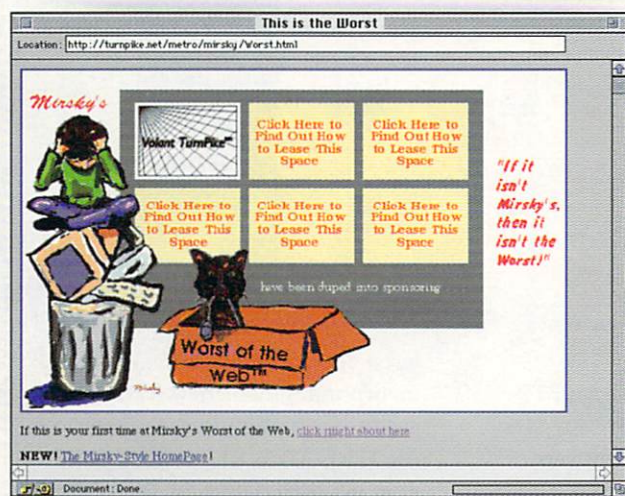 This is the Worst
Location: http://turnpike.net/metro/mirsky/Worst.html
Mirsky's
Volant TurnPike™
Click Here to
Find Out How
to Lease This
Space
Click Here to
Find Out How
to Lease This
Space
Click Here to
Find Out How
to Lease This
Space
Click Here to
Find Out How
to Lease This
Space
Click Here to
Find Out How
to Lease This
Space
"If it
isn't
Mirsky's,
then it
isn't the
Worst!"
have been duped into sponsoring
Worst of the
Web™
Mirsky
If this is your first time at Mirsky's Worst of the Web, click rtight about here
NEW! The Mirsky-Style HomePage!
Document: Done.